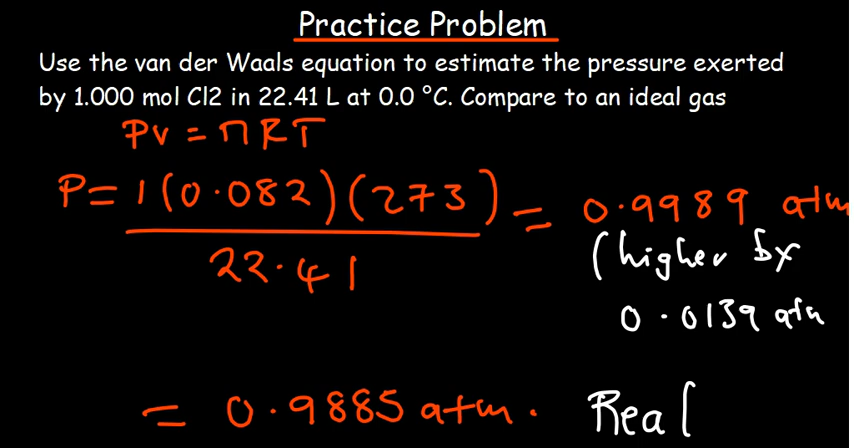 Practice Problem
Use the van der Waals equation to estimate the pressure exerted
by 1.000 mol Cl2 in 22.41 L at 0.0 °C. Compare to an ideal gas
PV = nRT
P = 1(0.082)(273) = 0.9989 atm
22.41
(higher by
0.0139 atm
= 0.9885 atm. Real